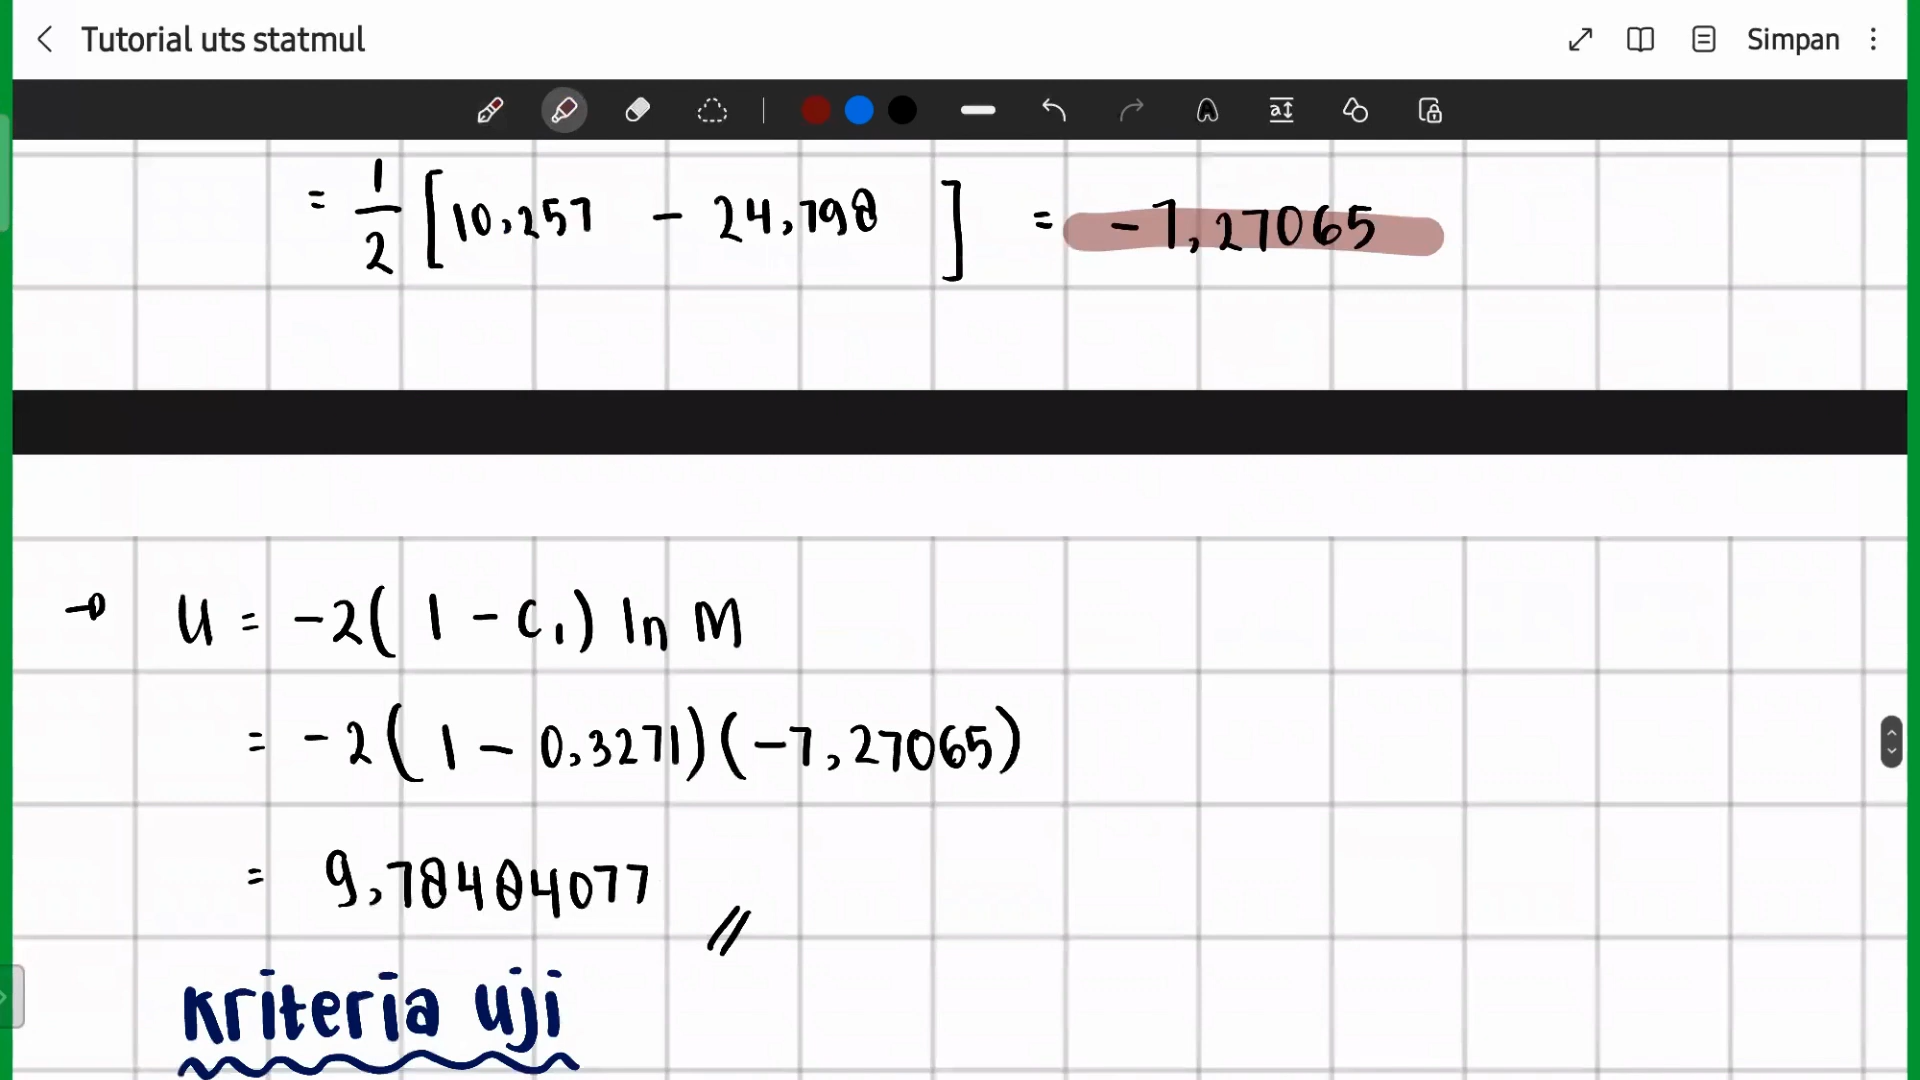 Tutorial uts statmul
Simpan
= 1/2 [10,257 - 24,798] = -7,27065
→ U = -2(1 - C₁) ln M
= -2(1 - 0,3271)(-7,27065)
= 9,78484077 //
Kriteria uji